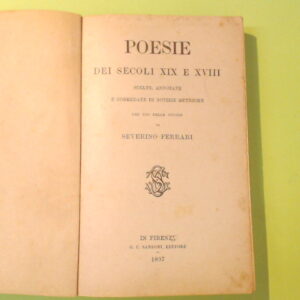 POESIE
DEI SECOLI XIX E XVIII
SCELTE, ANNOTATE
E CORREDATE DI NOTIZIE METRICHE
PER USO DELLE SCUOLE
DA
SEVERINO FERRARI
IN FIRENZE
G. C. SANSONI, EDITORE
1897